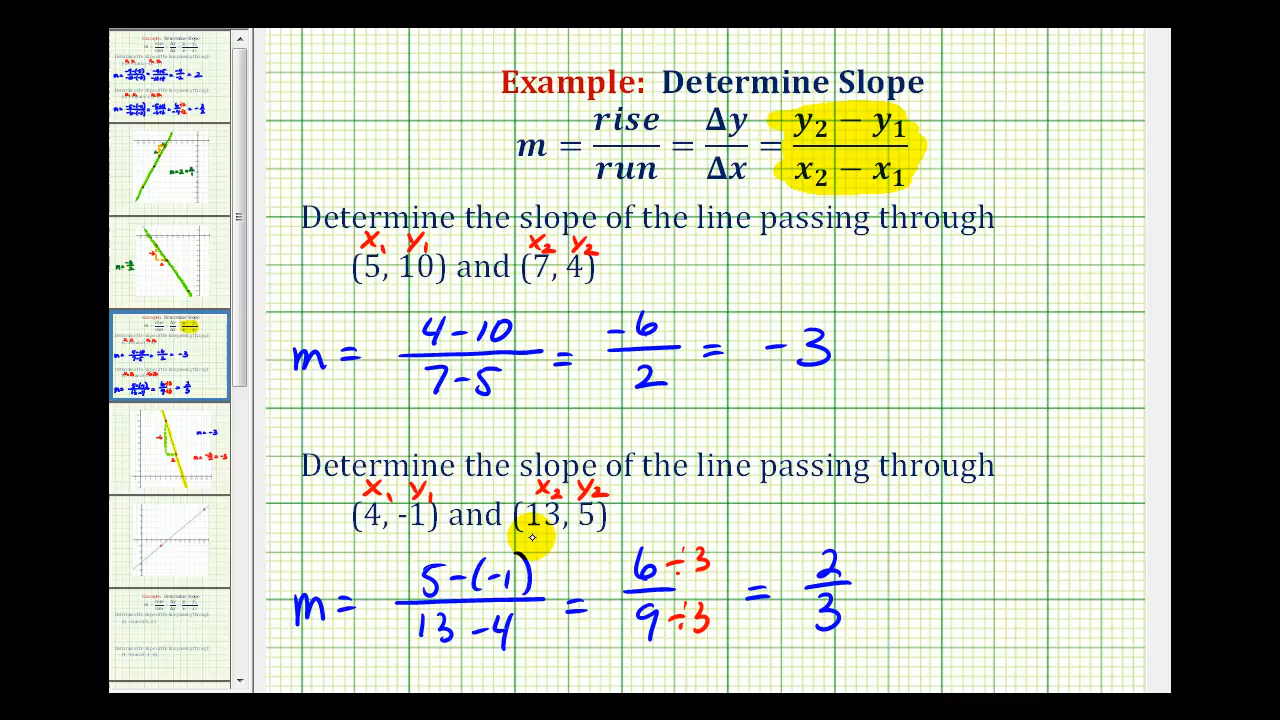 Example: Determine Slope
m = rise/run = Δy/Δx = y₂ − y₁/x₂ − x₁
Determine the slope of the line passing through
x₁ y₁ x₂ y₂
(5, 10) and (7, 4)
m = 4 − 10/7 − 5 = −6/2 = −3
Determine the slope of the line passing through
x₁ y₁ x₂ y₂
(4, -1) and (13, 5)
m = 5 − (−1)/13 − 4 = 6 ÷3/9 ÷3 = 2/3